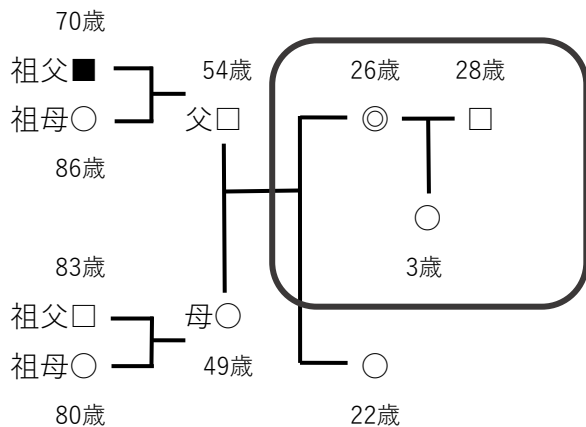 70歳
祖父■
祖母○
86歳
54歳
父□
26歳
28歳
◎
□
○
3歳
83歳
祖父□
祖母○
80歳
母○
49歳
○
22歳